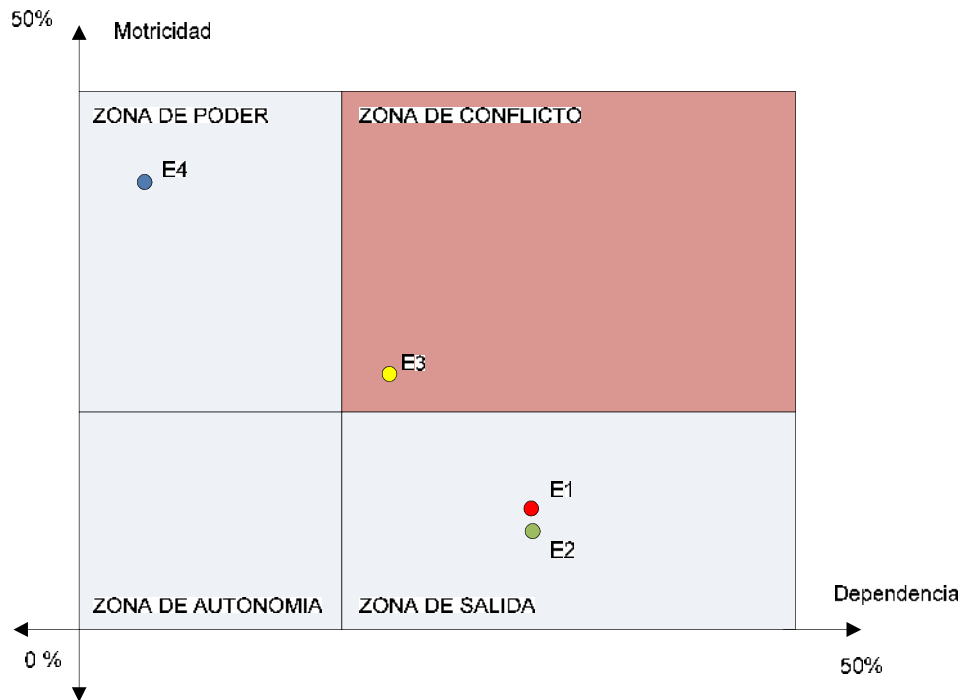 50%
Motricidad
ZONA DE PODER
ZONA DE CONFLICTO
E4
E3
E1
E2
ZONA DE AUTONOMIA
ZONA DE SALIDA
Dependencia
0 %
50%